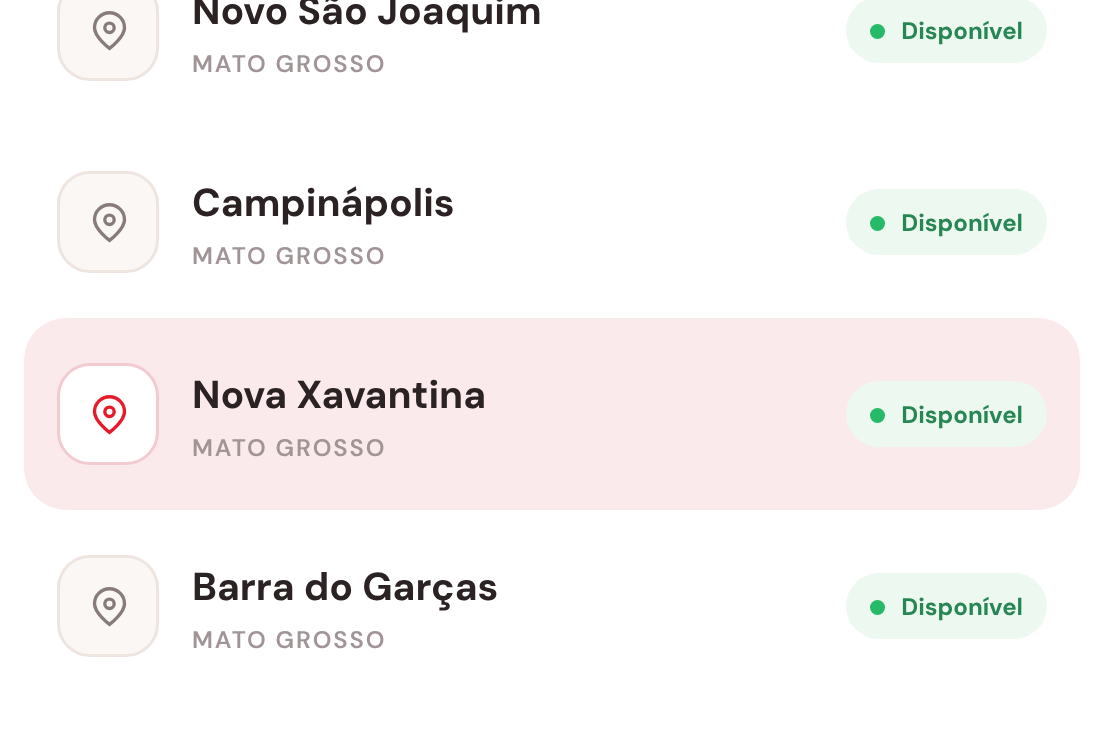 Novo São Joaquim
Disponível
MATO GROSSO
Campinápolis
Disponível
MATO GROSSO
Nova Xavantina
Disponível
MATO GROSSO
Barra do Garças
Disponível
MATO GROSSO